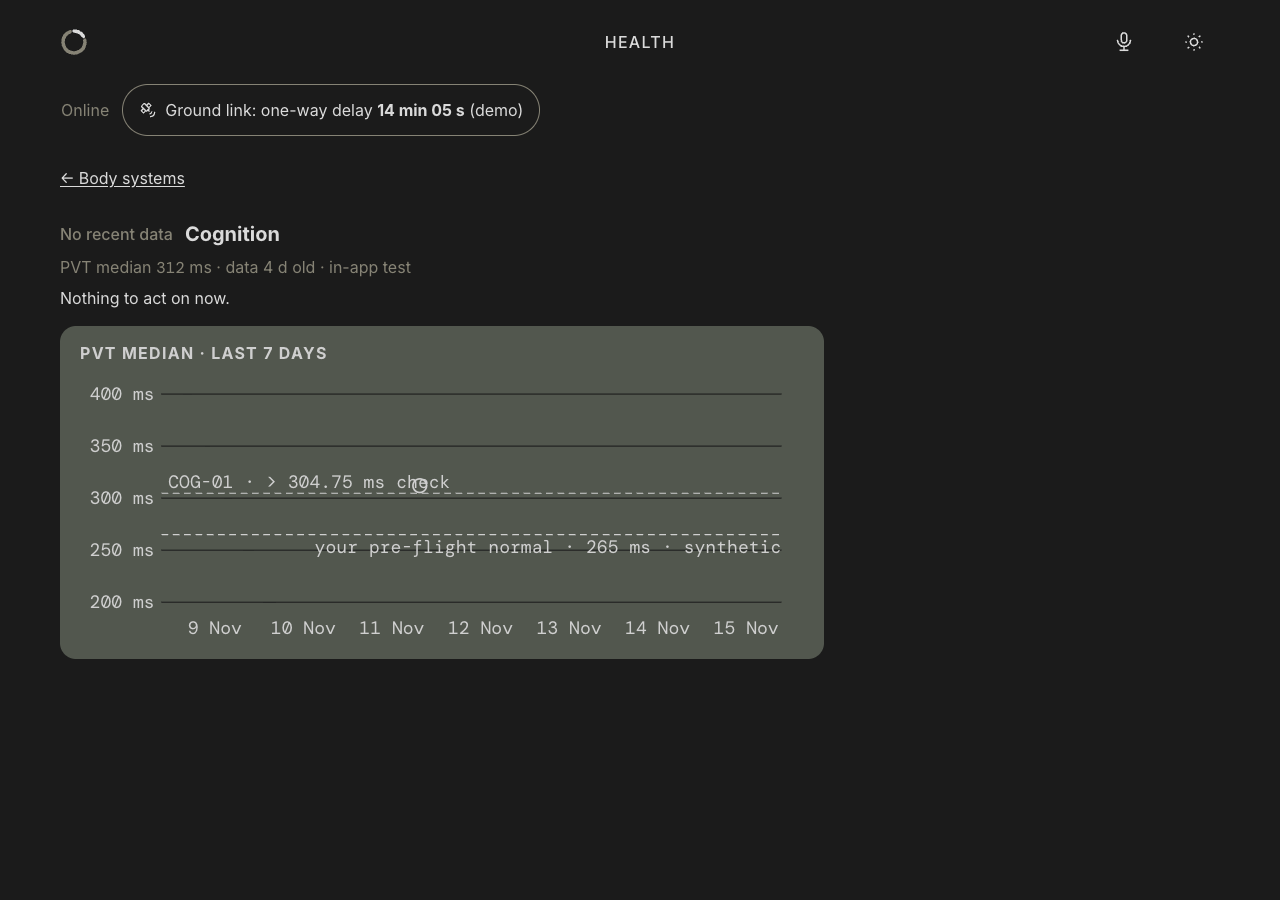 HEALTH
Online
Ground link: one-way delay 14 min 05 s (demo)
← Body systems
No recent data Cognition
PVT median 312 ms · data 4 d old · in-app test
Nothing to act on now.
PVT MEDIAN · LAST 7 DAYS
400 ms
350 ms
COG-01 · > 304.75 ms check
300 ms
your pre-flight normal · 265 ms · synthetic
250 ms
200 ms
9 Nov 10 Nov 11 Nov 12 Nov 13 Nov 14 Nov 15 Nov